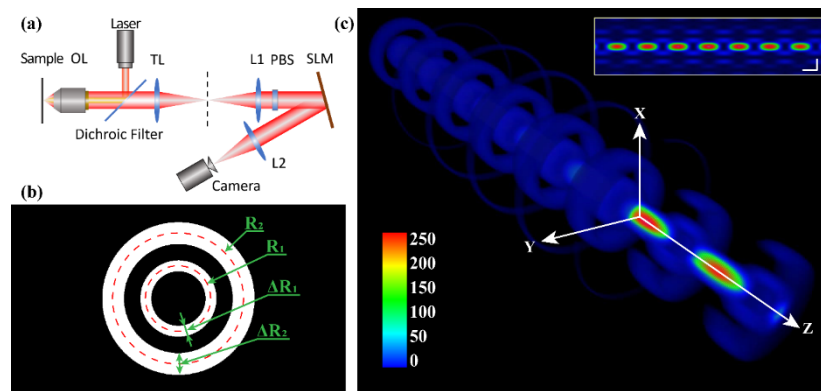 (a)
Laser
Sample OL
TL
L1 PBS
SLM
Dichroic Filter
L2
Camera
(b)
R2
R1
ΔR1
ΔR2
(c)
X
Y
Z
250
200
150
100
50
0